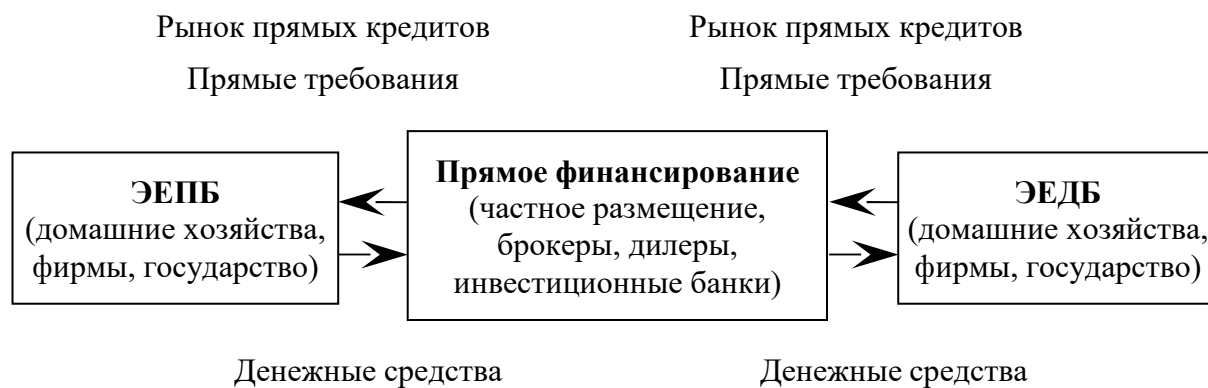 Рынок прямых кредитов
Рынок прямых кредитов
Прямые требования
Прямые требования
ЭЕПБ
(домашние хозяйства,
фирмы, государство)
Прямое финансирование
(частное размещение,
брокеры, дилеры,
инвестиционные банки)
ЭЕДБ
(домашние хозяйства,
фирмы, государство)
Денежные средства
Денежные средства